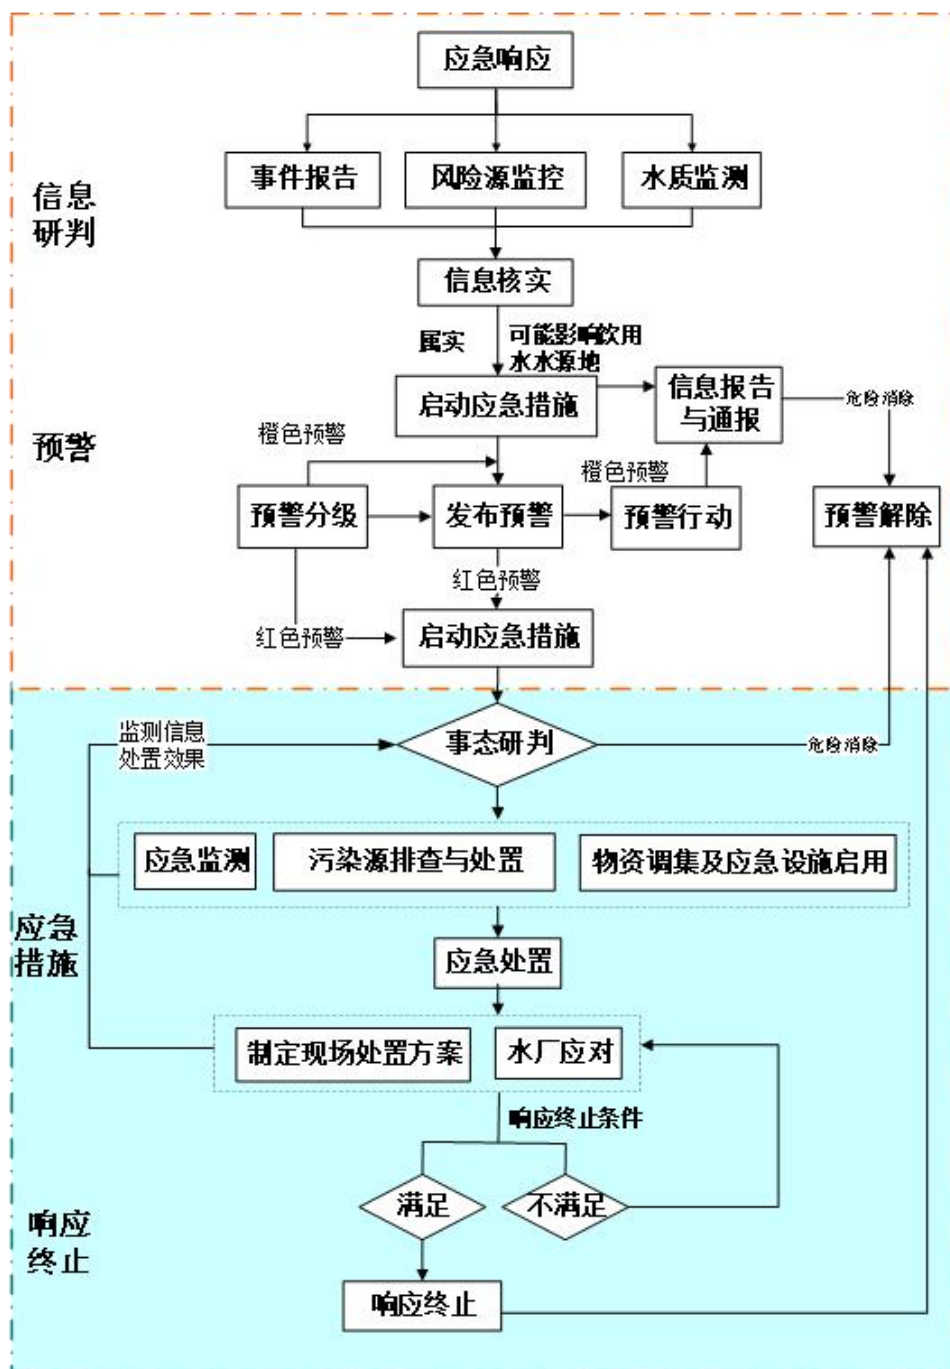 应急响应
事件报告
风险源监控
水质监测
信息
研判
信息核实
属实
可能影响饮用
水水源地
启动应急措施
信息报告
与通报
危险消除
橙色预警
预警
橙色预警
预警分级
发布预警
预警行动
预警解除
红色预警
红色预警
启动应急措施
监测信息
处置效果
事态研判
危险消除
应急监测
污染源排查与处置
物资调集及应急设施启用
应急
措施
应急处置
制定现场处置方案
水厂应对
响应终止条件
满足
不满足
响应
终止
响应终止